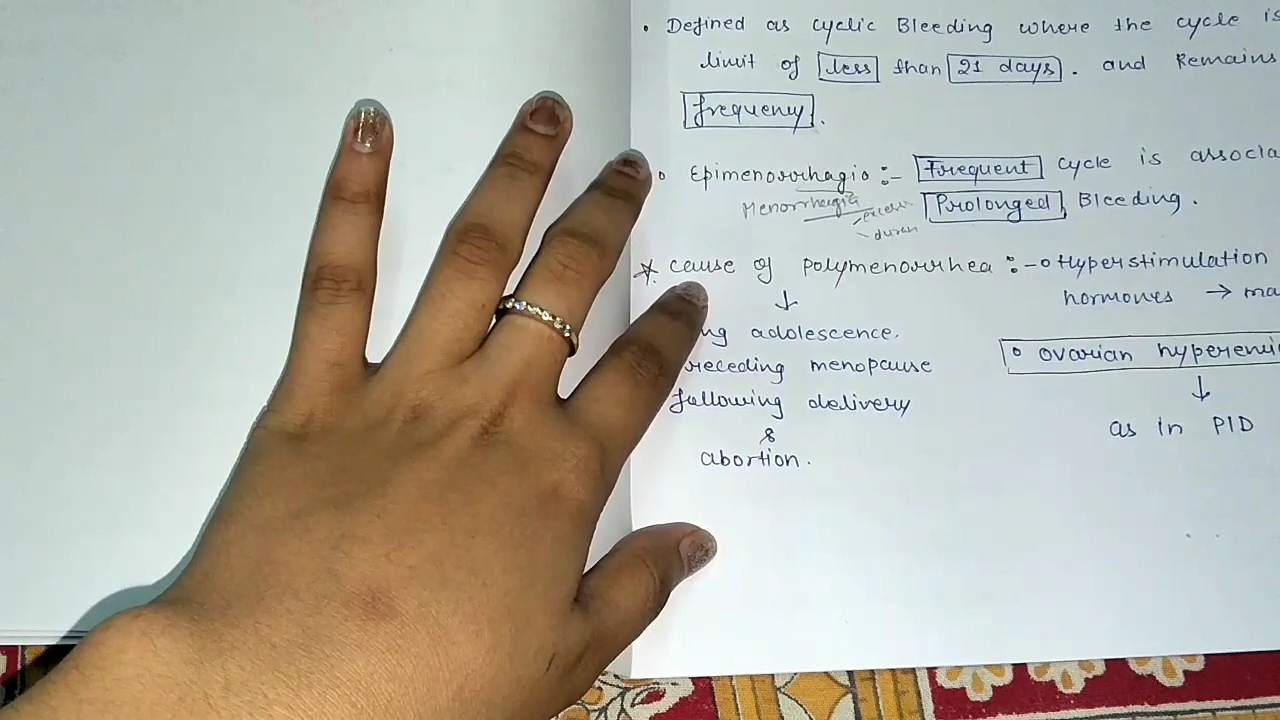 • Defined as cyclic Bleeding where the cycle is
limit of less than 21 days. and Remains
frequency.
o Epimenorrhagia :- Frequent cycle is associa
Menorrhagia Prolonged Bleeding.
* cause of polymenorrhea :- o Hyperstimulation
↓ hormones → ma
ng adolescence.
receding menopause o ovarian hyperemi
following delivery ↓
& as in PID
abortion.